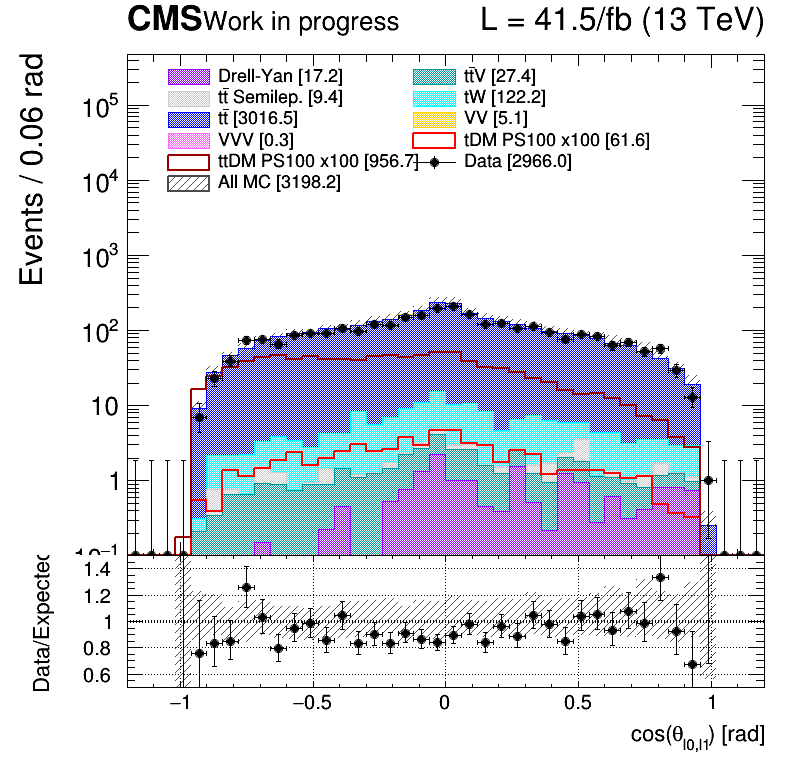 CMS Work in progress L = 41.5/fb (13 TeV)
Events / 0.06 rad
Drell-Yan [17.2] tt̄V [27.4]
tt̄ Semilep. [9.4] tW [122.2]
tt̄ [3016.5] VV [5.1]
VVV [0.3] tDM PS100 x100 [61.6]
ttDM PS100 x100 [956.7] Data [2966.0]
All MC [3198.2]
10⁵
10⁴
10³
10²
10
1
10⁻¹
Data/Expected
1.4
1.2
1
0.8
0.6
−1 −0.5 0 0.5 1
cos(θ_l0,l1) [rad]